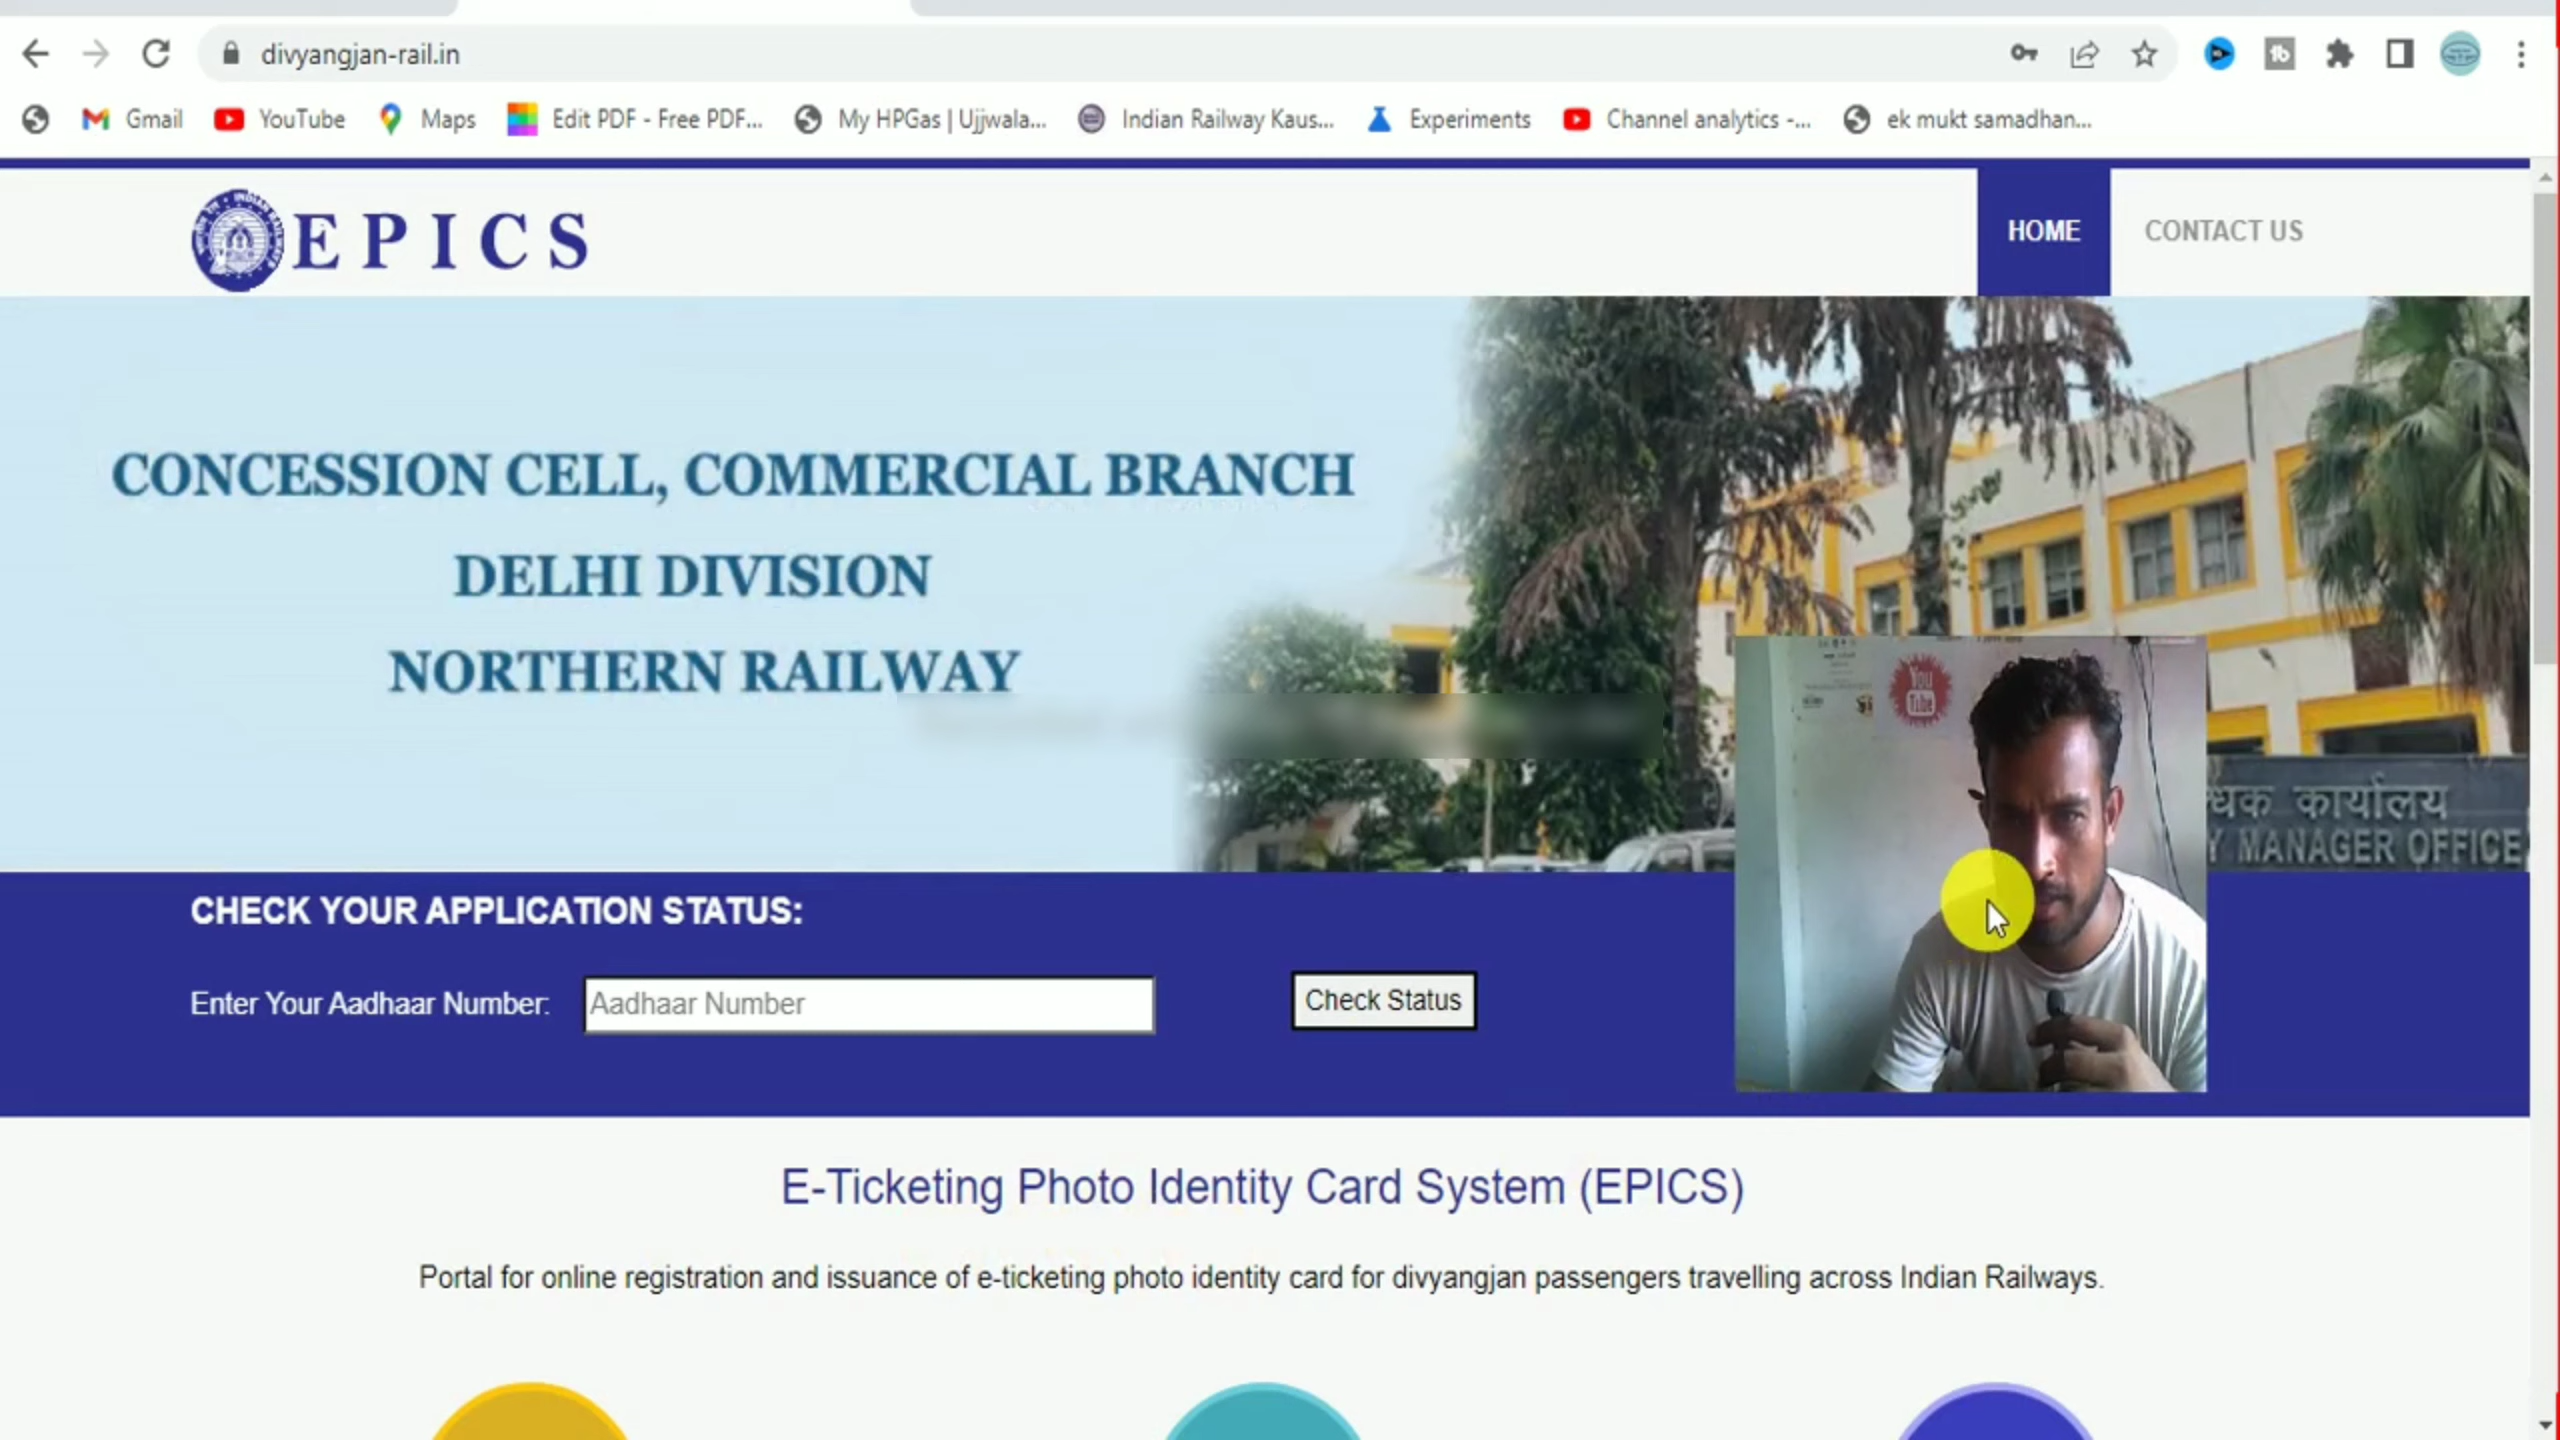 divyangjan-rail.in
Gmail
YouTube
Maps
Edit PDF - Free PDF...
My HPGas | Ujjwala...
Indian Railway Kaus...
Experiments
Channel analytics -...
ek mukt samadhan...
EPICS
HOME
CONTACT US
CONCESSION CELL, COMMERCIAL BRANCH
DELHI DIVISION
NORTHERN RAILWAY
You
Tube
धक कार्यालय
Y MANAGER OFFICE
CHECK YOUR APPLICATION STATUS:
Enter Your Aadhaar Number:
Aadhaar Number
Check Status
E-Ticketing Photo Identity Card System (EPICS)
Portal for online registration and issuance of e-ticketing photo identity card for divyangjan passengers travelling across Indian Railways.